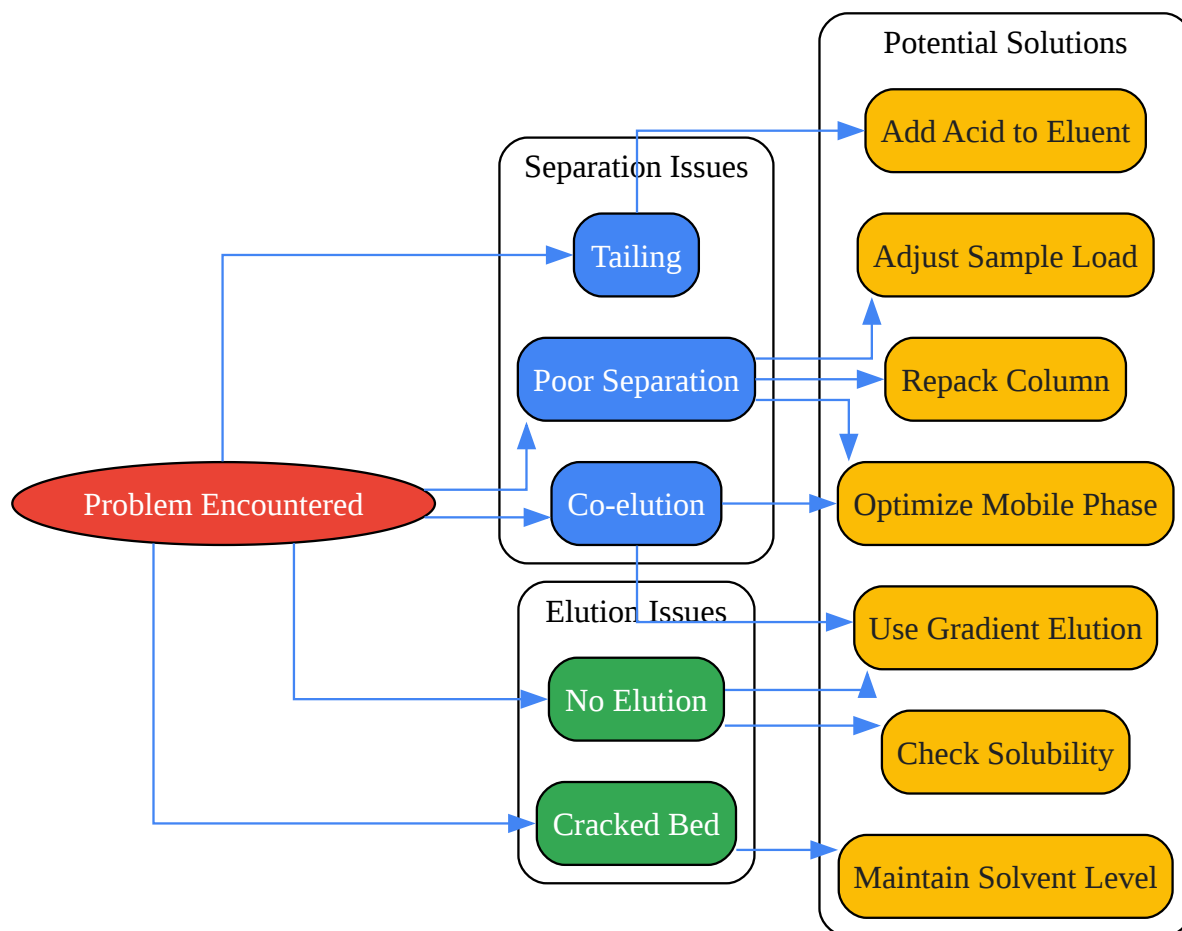 Potential Solutions
Add Acid to Eluent
Separation Issues
Tailing
Adjust Sample Load
Poor Separation
Repack Column
Problem Encountered
Co-elution
Optimize Mobile Phase
Elution Issues
Use Gradient Elution
No Elution
Check Solubility
Cracked Bed
Maintain Solvent Level